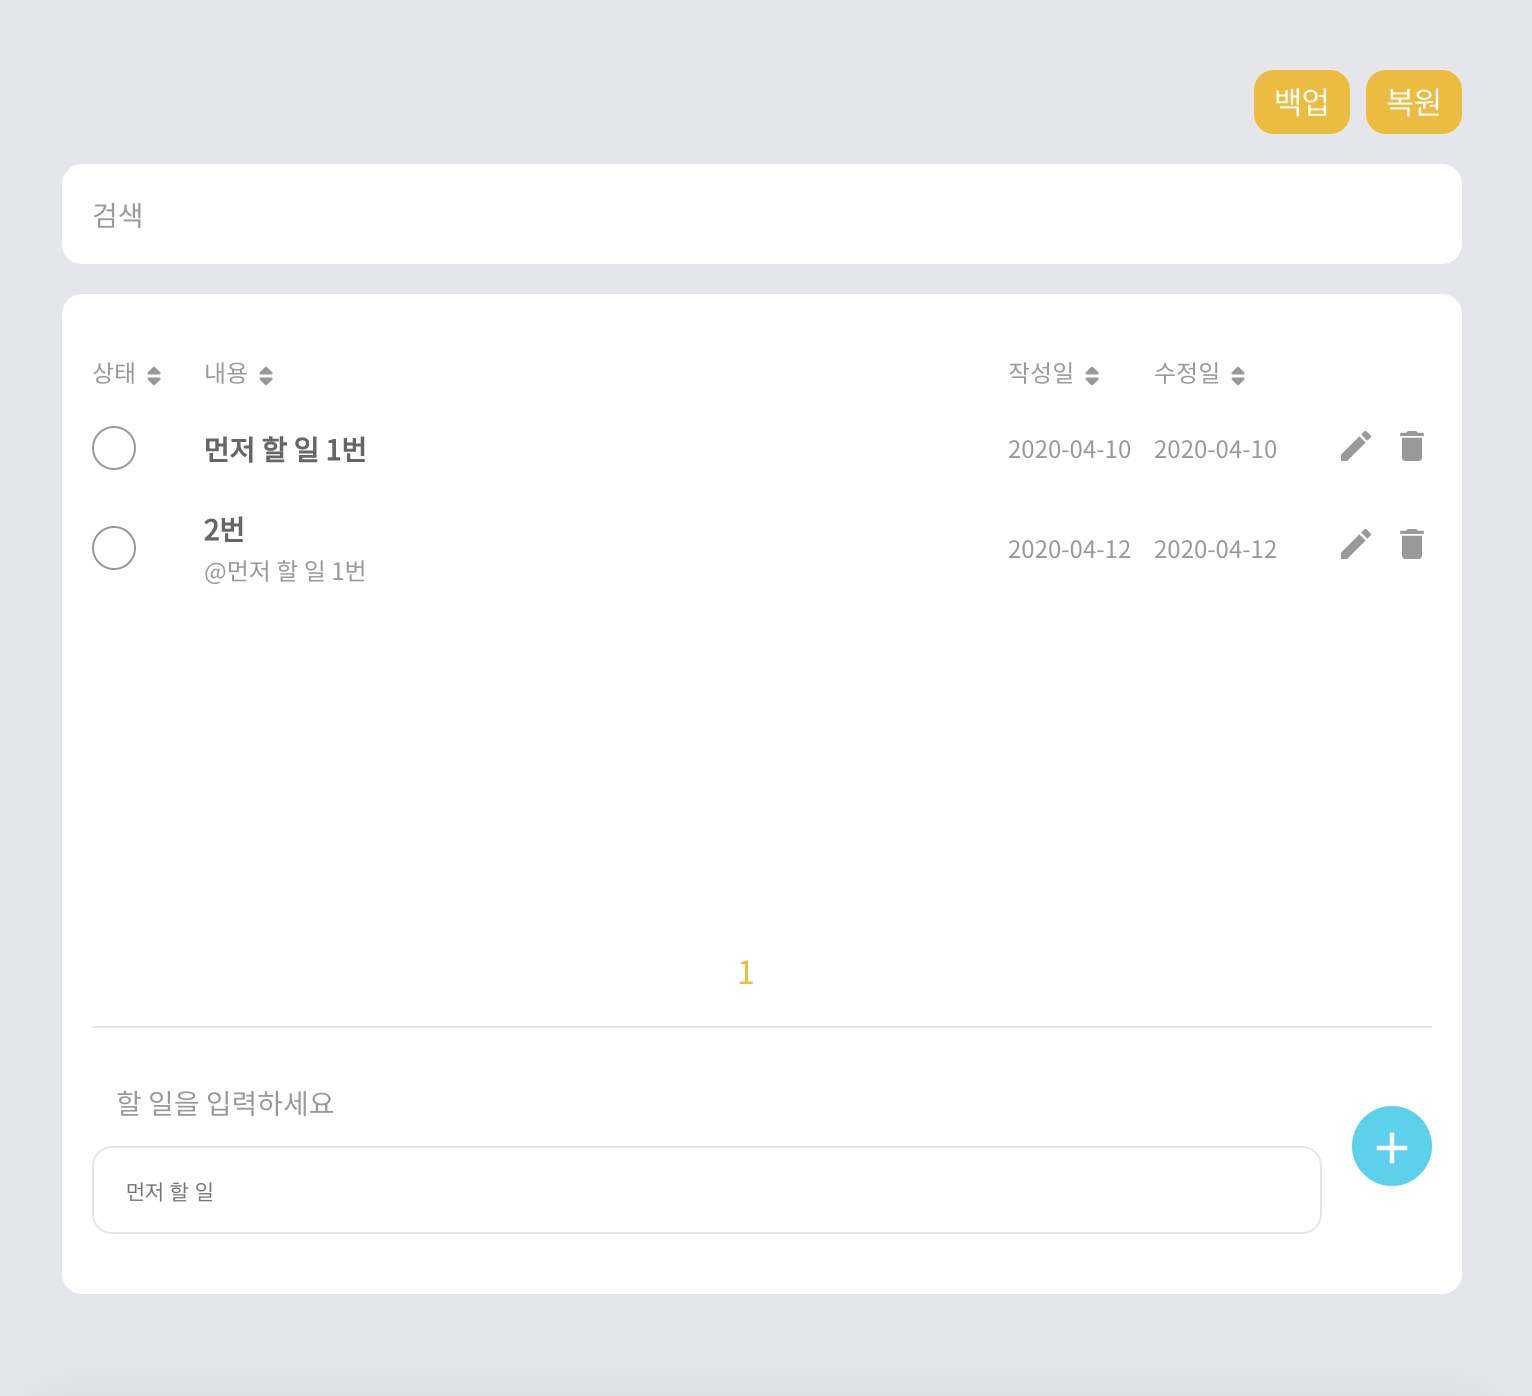 백업 복원
검색
상태 내용 작성일 수정일
먼저 할 일 1번 2020-04-10 2020-04-10
2번
@먼저 할 일 1번 2020-04-12 2020-04-12
1
할 일을 입력하세요
먼저 할 일